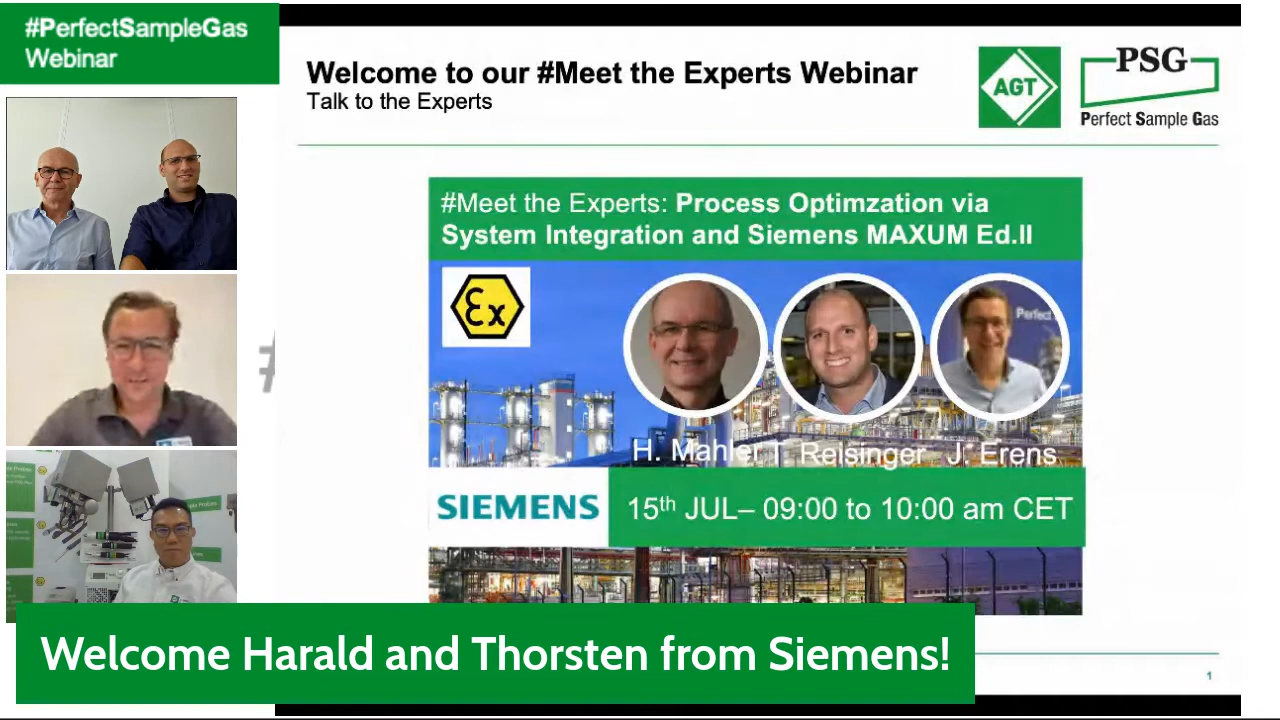 #PerfectSampleGas
Webinar
Welcome to our #Meet the Experts Webinar
Talk to the Experts
AGT
PSG
Perfect Sample Gas
#Meet the Experts: Process Optimzation via
System Integration and Siemens MAXUM Ed.II
Ex
Perfect
H. Mahler T. Reisinger J. Erens
SIEMENS
15th JUL– 09:00 to 10:00 am CET
#
Welcome Harald and Thorsten from Siemens!
1